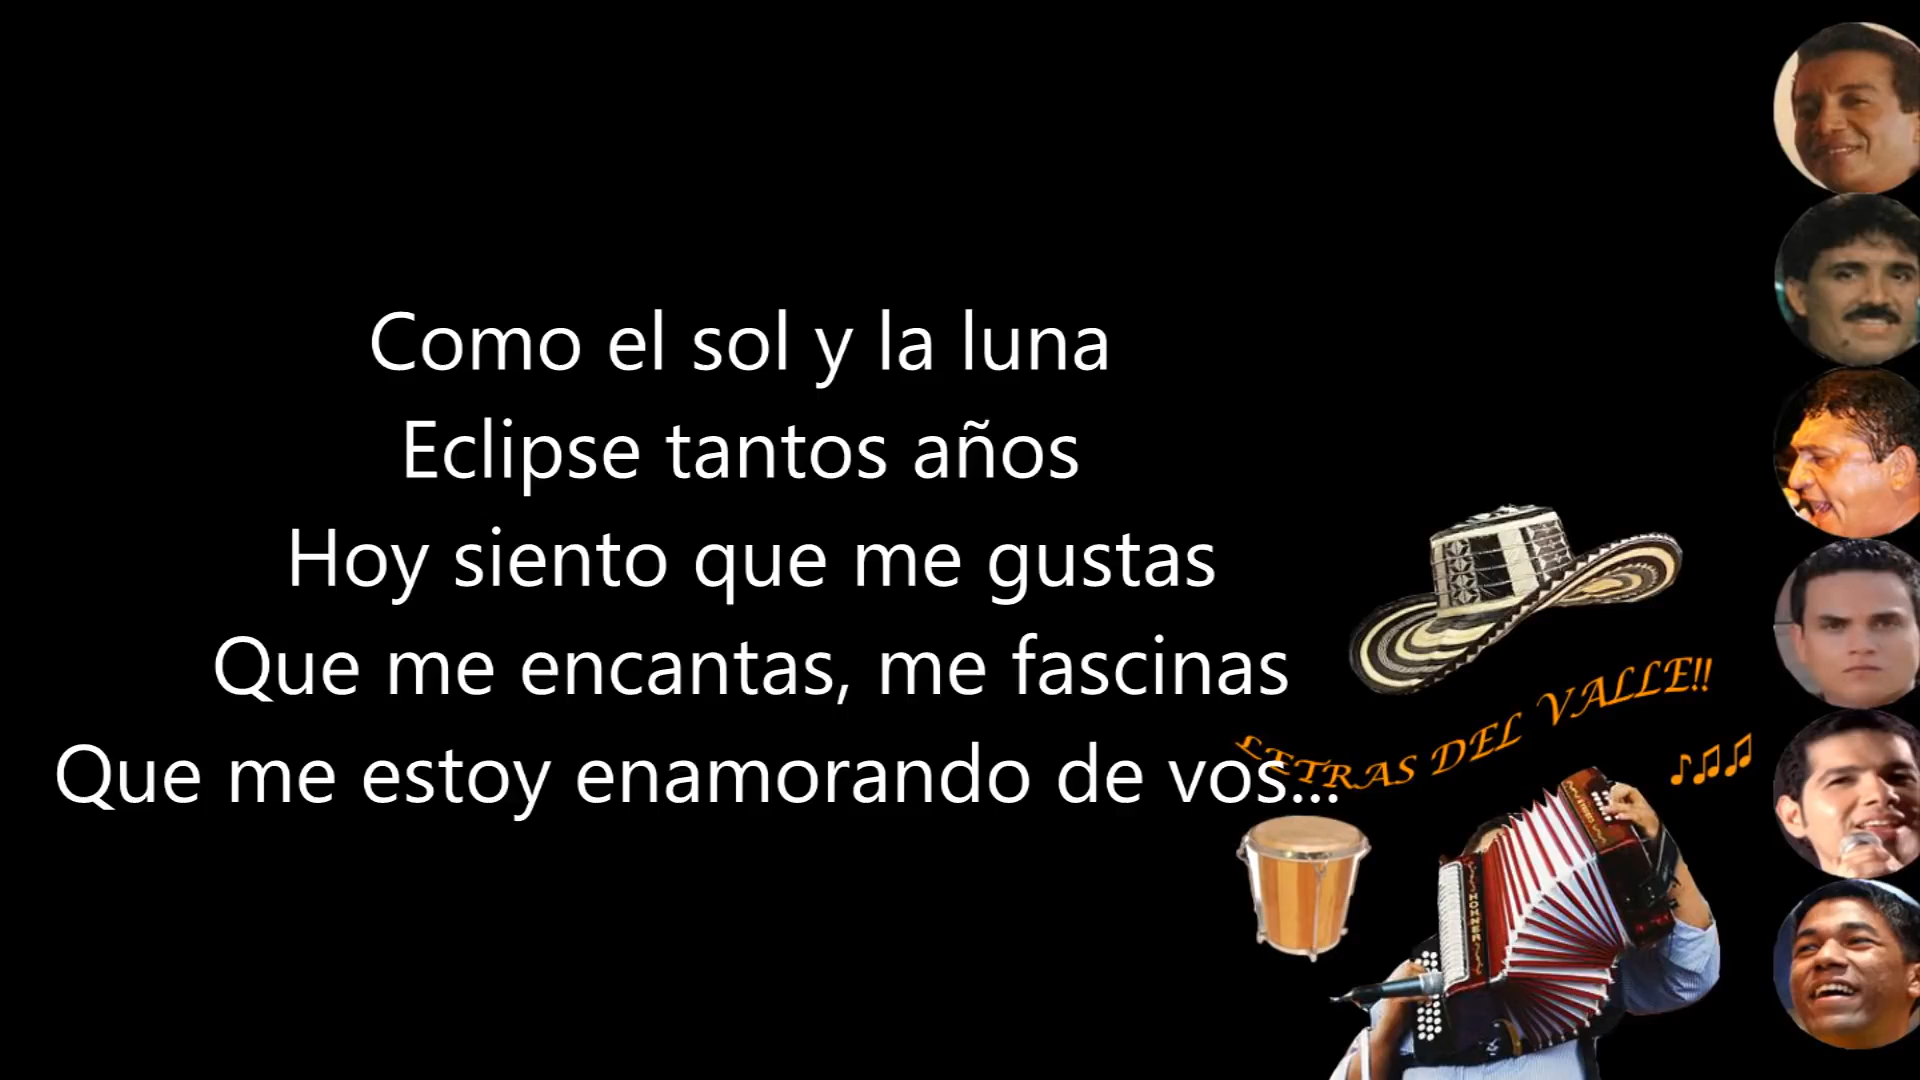 Como el sol y la luna
Eclipse tantos años
Hoy siento que me gustas
Que me encantas, me fascinas
Que me estoy enamorando de vos...
LETRAS DEL VALLE!!
HOHNER